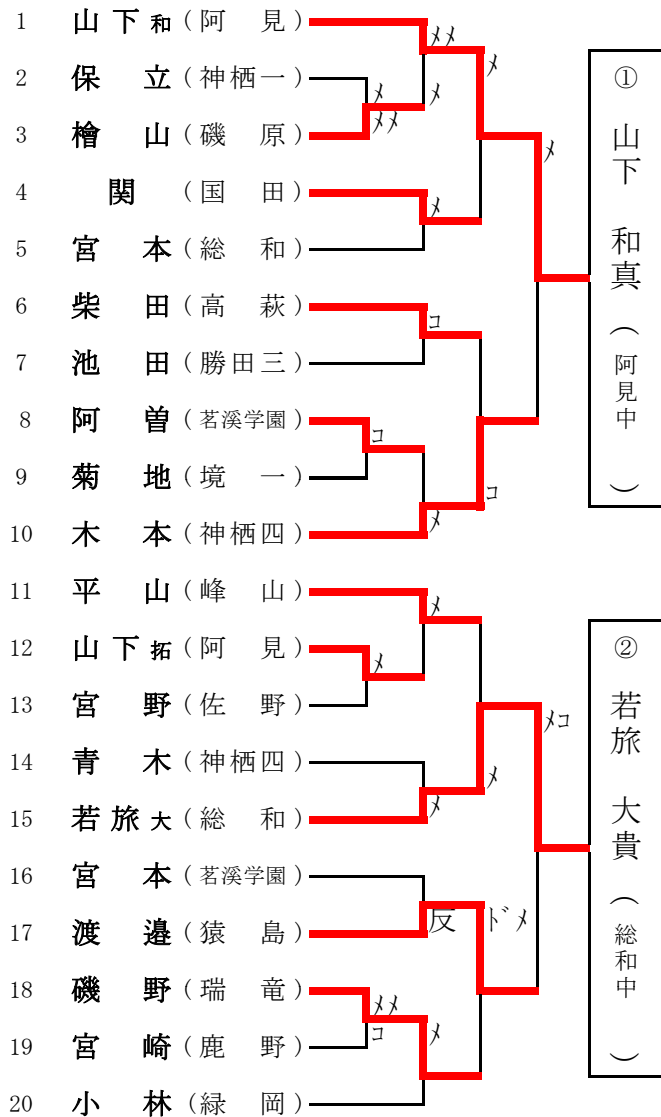 1 山下和（阿 見）
2 保 立（神栖一）
3 檜 山（磯 原）
4 関 （国 田）
5 宮 本（総 和）
6 柴 田（高 萩）
7 池 田（勝田三）
8 阿 曽（茗溪学園）
9 菊 地（境 一）
10 木 本（神栖四）
11 平 山（峰 山）
12 山下拓（阿 見）
13 宮 野（佐 野）
14 青 木（神栖四）
15 若旅大（総 和）
16 宮 本（茗溪学園）
17 渡 邉（猿 島）
18 磯 野（瑞 竜）
19 宮 崎（鹿 野）
20 小 林（緑 岡）
メ
メメ
メメ
メ
メ
コ
コ
メ
メ
コ
メ
メ
メ
メ
反
メメ
コ
メ
メ
ドメ
メコ
① 山下 和真（阿見中）
② 若旅 大貴（総和中）